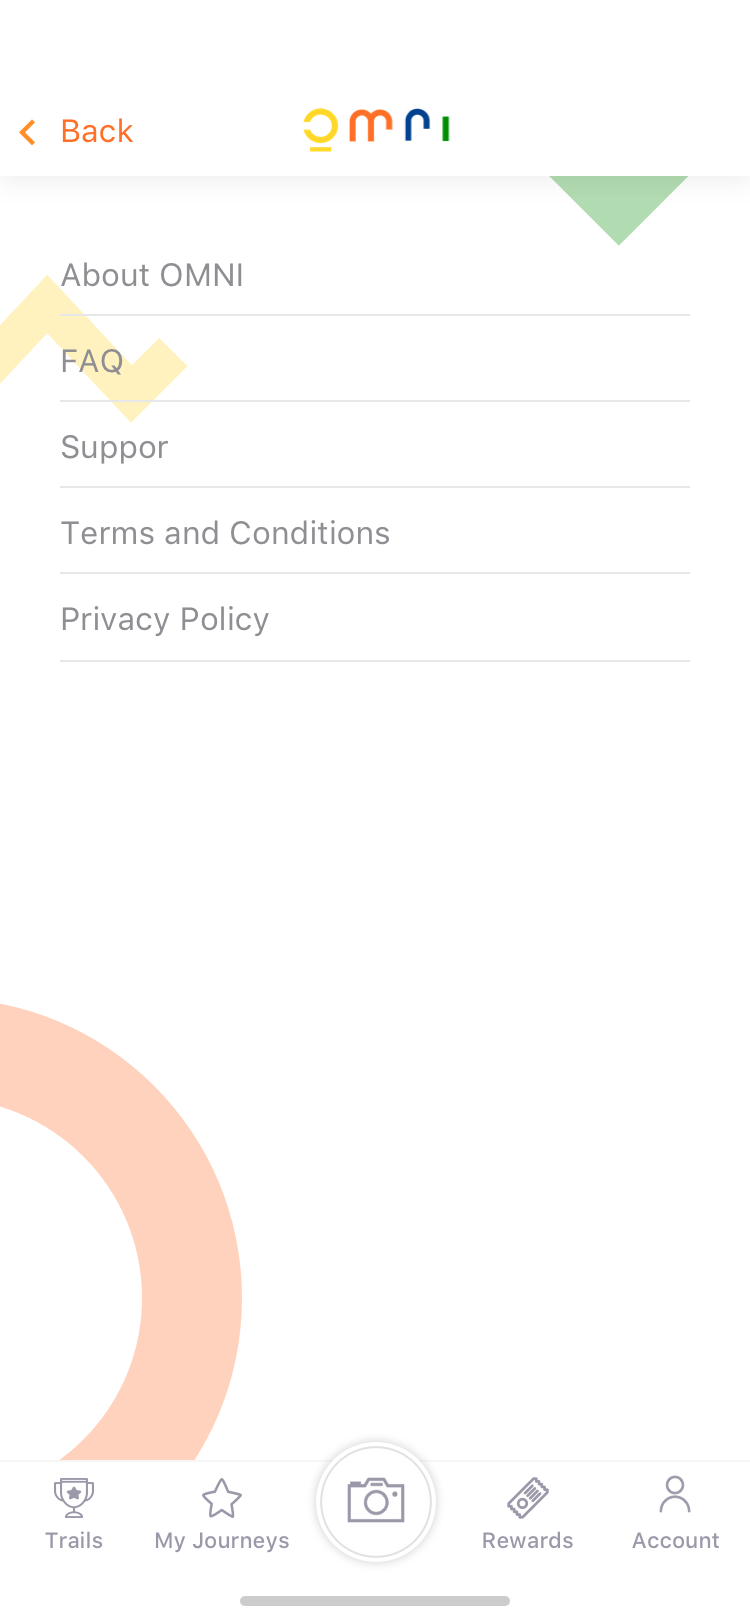 Back
OMNI
About OMNI
FAQ
Suppor
Terms and Conditions
Privacy Policy
Trails
My Journeys
Rewards
Account